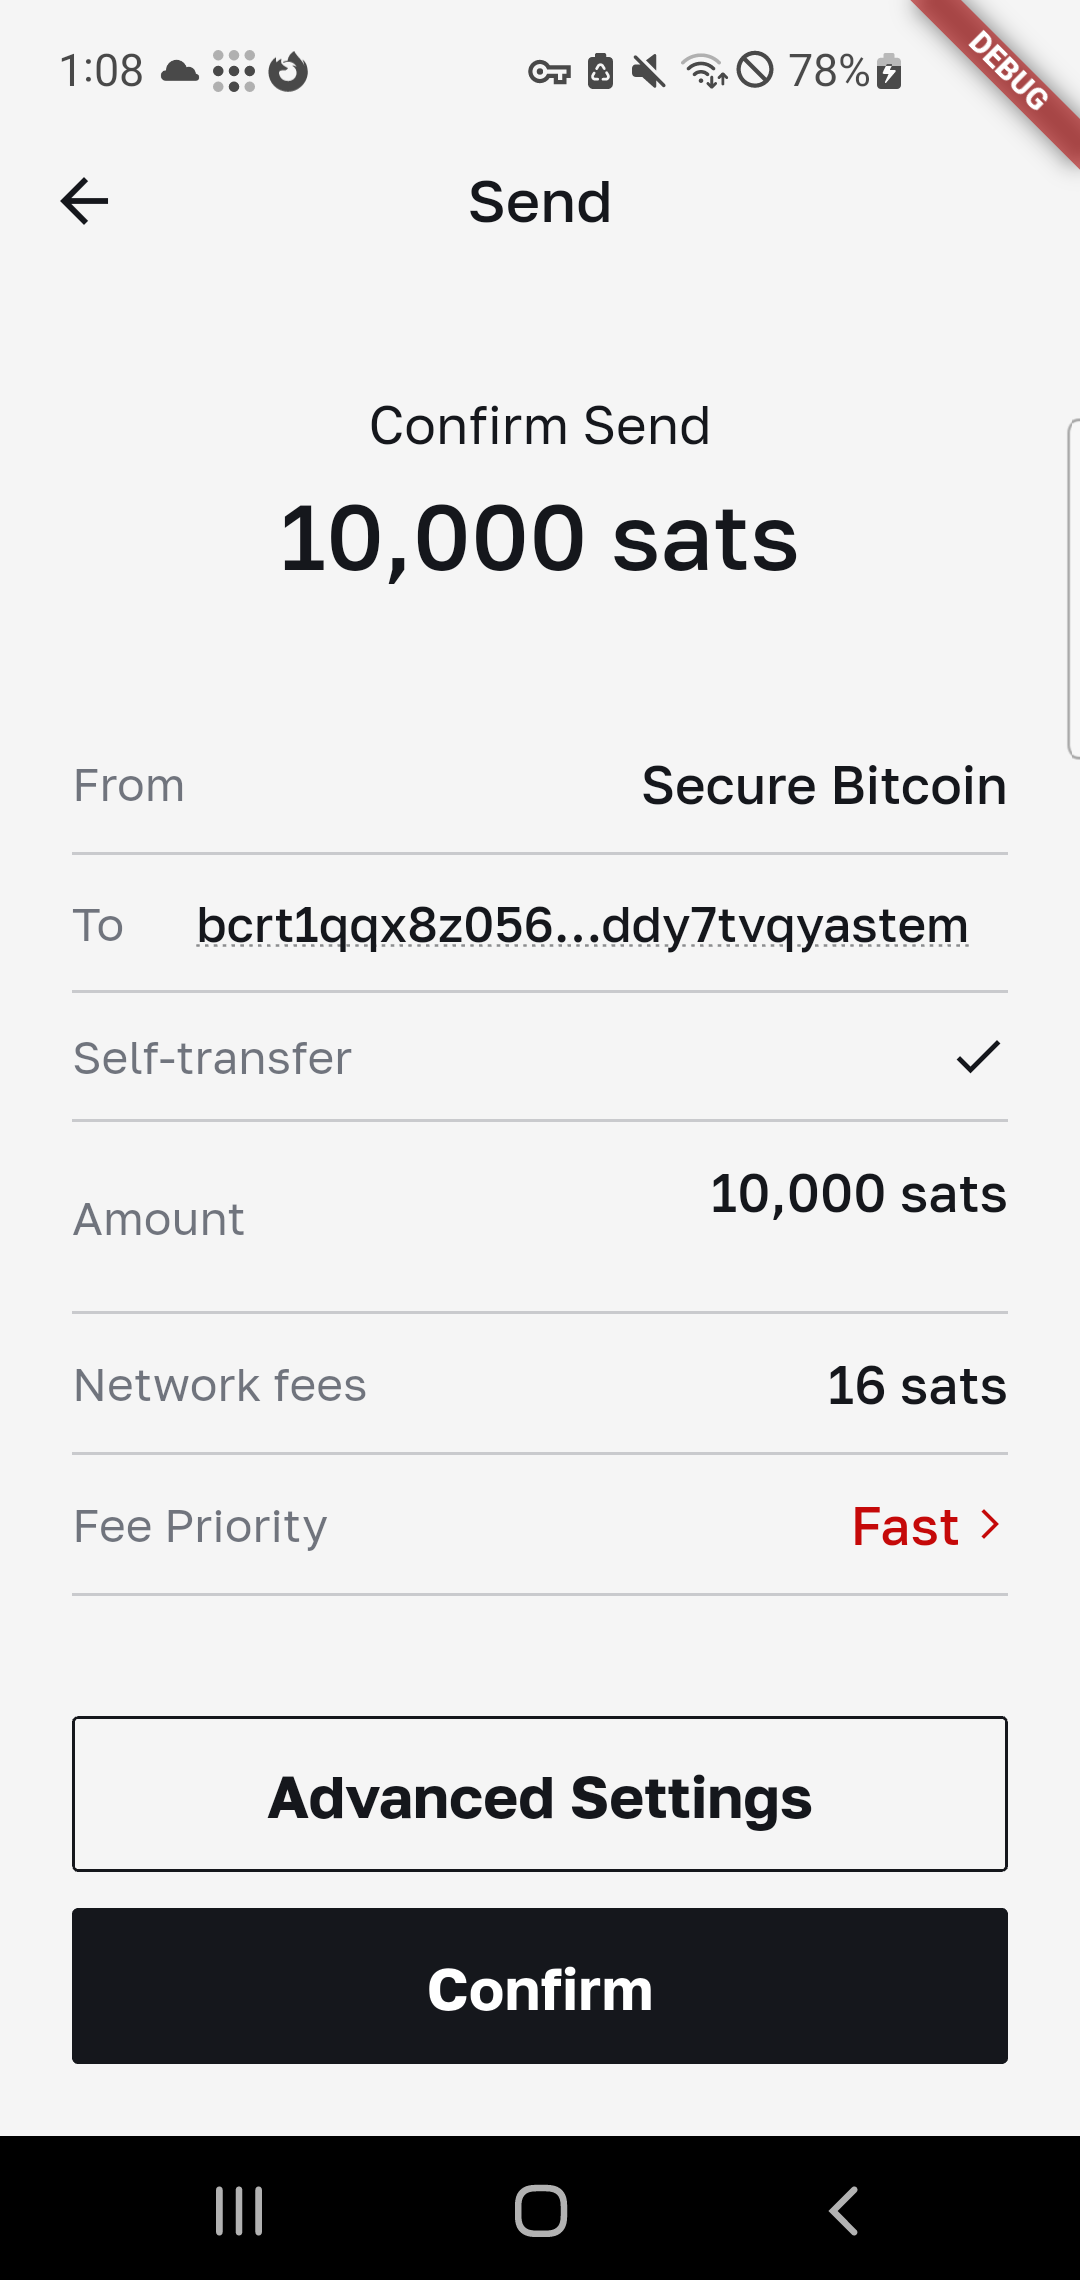 1:08
78%
DEBUG
Send
Confirm Send
10,000 sats
From Secure Bitcoin
To bcrt1qqx8z056...ddy7tvqyastem
Self-transfer
Amount 10,000 sats
Network fees 16 sats
Fee Priority Fast
Advanced Settings
Confirm